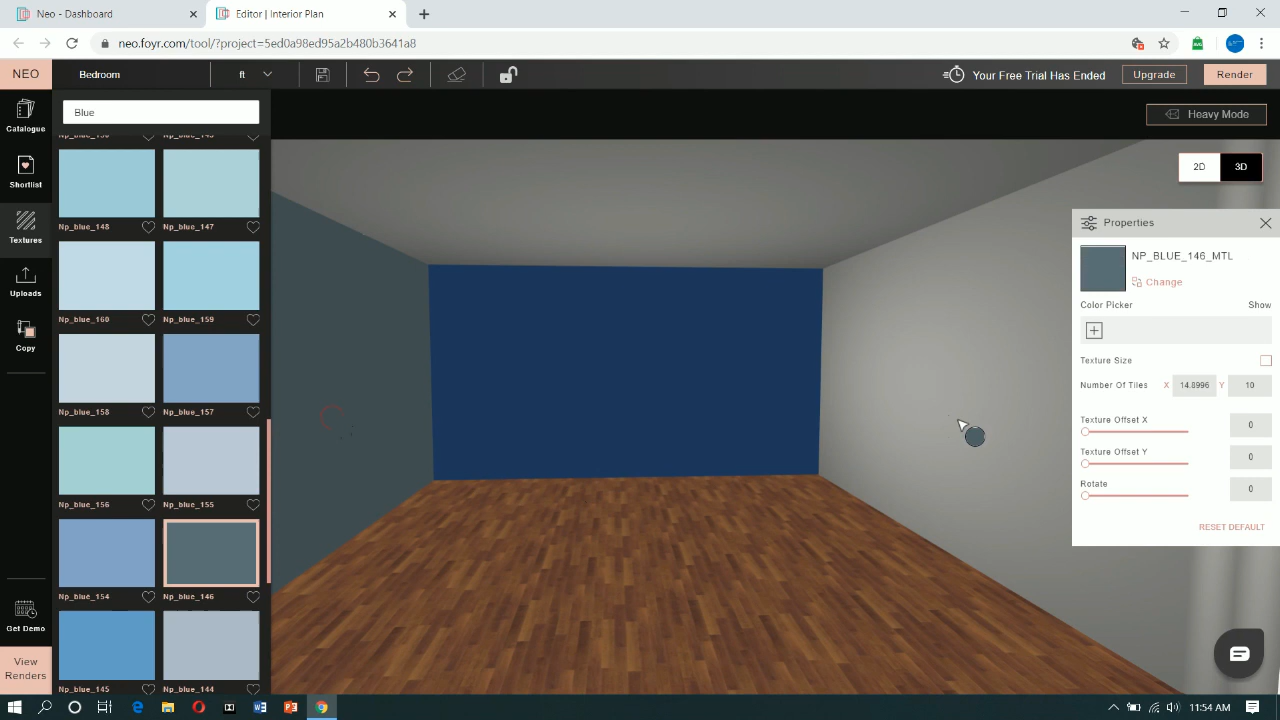 Neo - Dashboard
Editor | Interior Plan
neo.foyr.com/tool/?project=5ed0a98ed95a2b480b3641a8
NEO
Bedroom
ft
Your Free Trial Has Ended
Upgrade
Render
Catalogue
Blue
Heavy Mode
Shortlist
2D
3D
Textures
Np_blue_148
Np_blue_147
Uploads
Np_blue_160
Np_blue_159
Copy
Np_blue_158
Np_blue_157
Np_blue_156
Np_blue_155
Np_blue_154
Np_blue_146
Get Demo
View
Renders
Np_blue_145
Np_blue_144
Properties
NP_BLUE_146_MTL
Change
Color Picker
Show
Texture Size
Number Of Tiles X 14.8996 Y 10
Texture Offset X
0
Texture Offset Y
0
Rotate
0
RESET DEFAULT
11:54 AM